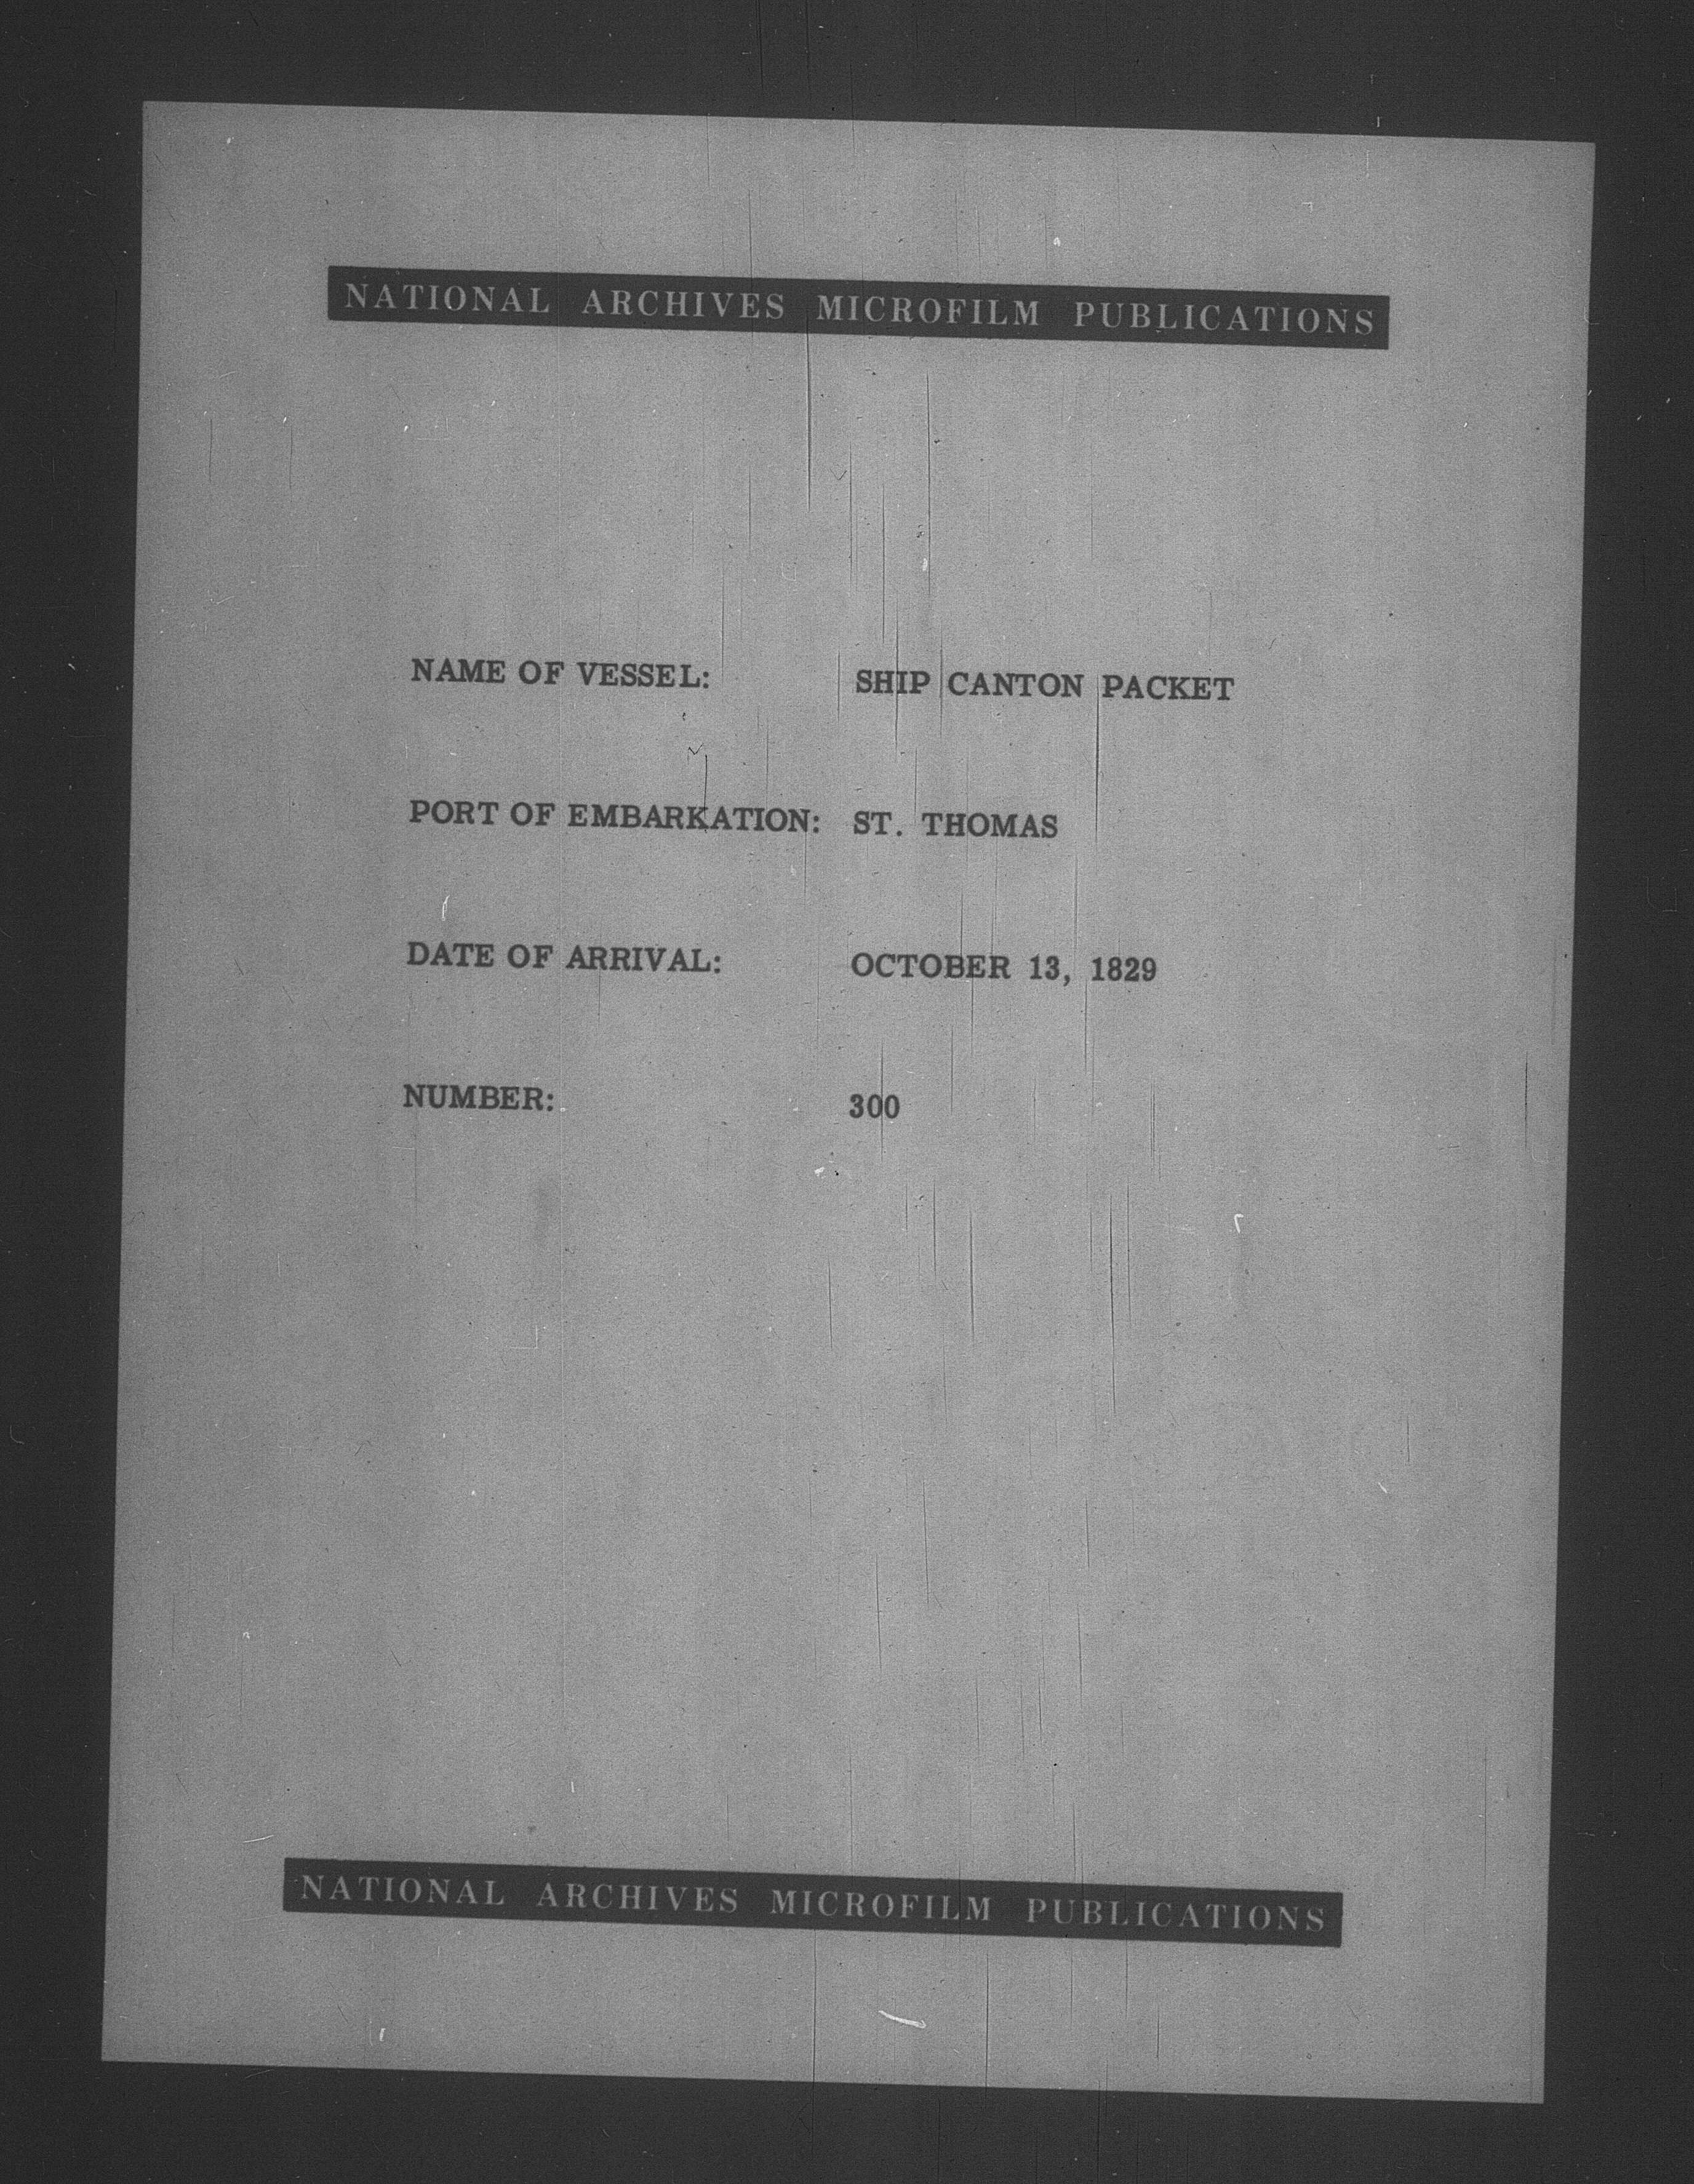 NATIONAL ARCHIVES MICROFILM PUBLICATIONS
NAME OF VESSEL: SHIP CANTON PACKET
PORT OF EMBARKATION: ST. THOMAS
DATE OF ARRIVAL: OCTOBER 13, 1829
NUMBER: 300
NATIONAL ARCHIVES MICROFILM PUBLICATIONS